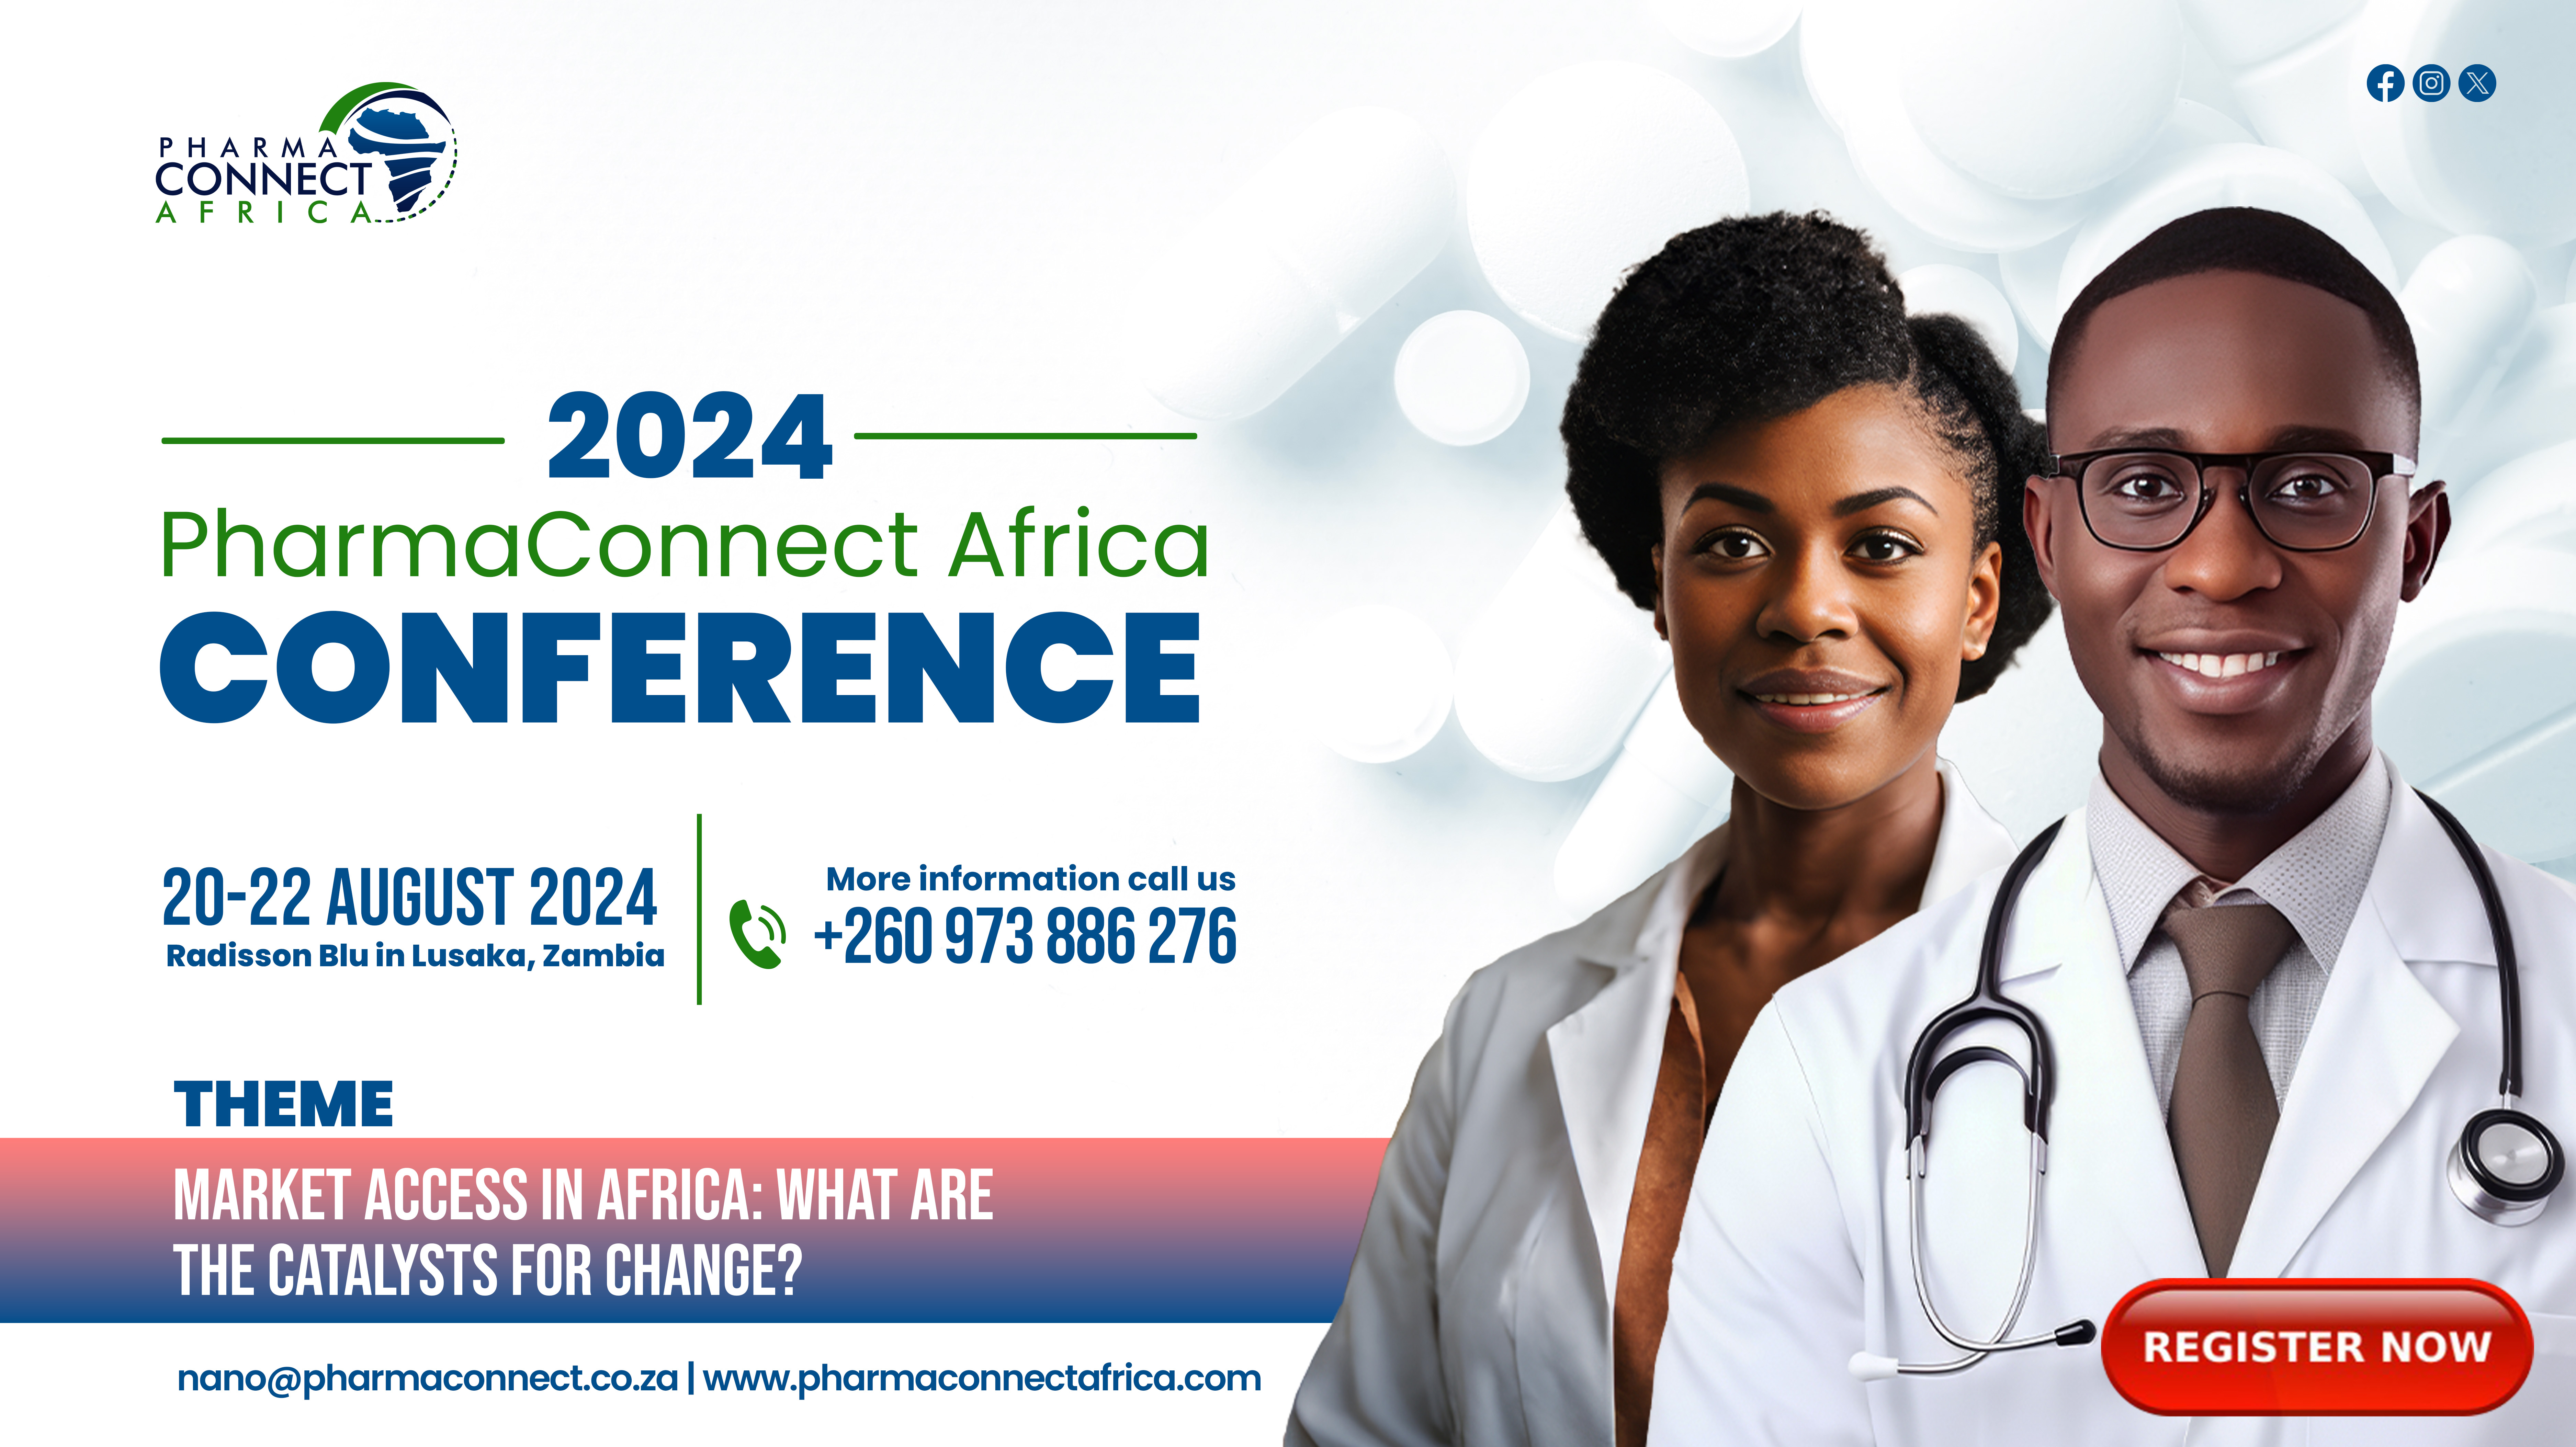 PHARMA
CONNECT
AFRICA
2024
PharmaConnect Africa
CONFERENCE
20-22 AUGUST 2024
Radisson Blu in Lusaka, Zambia
More information call us
+260 973 886 276
THEME
MARKET ACCESS IN AFRICA: WHAT ARE
THE CATALYSTS FOR CHANGE?
nano@pharmaconnect.co.za | www.pharmaconnectafrica.com
REGISTER NOW